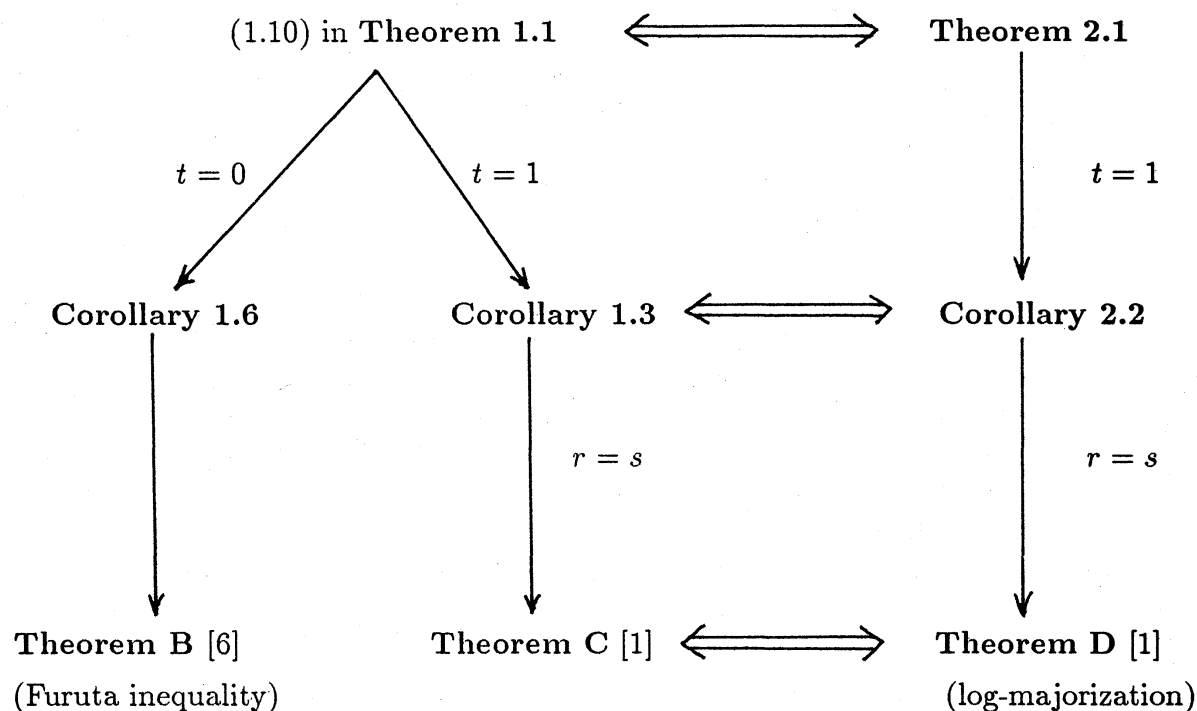 (1.10) in Theorem 1.1 Theorem 2.1
t = 0 t = 1 t = 1
Corollary 1.6 Corollary 1.3 Corollary 2.2
r = s r = s
Theorem B [6] Theorem C [1] Theorem D [1]
(Furuta inequality) (log-majorization)